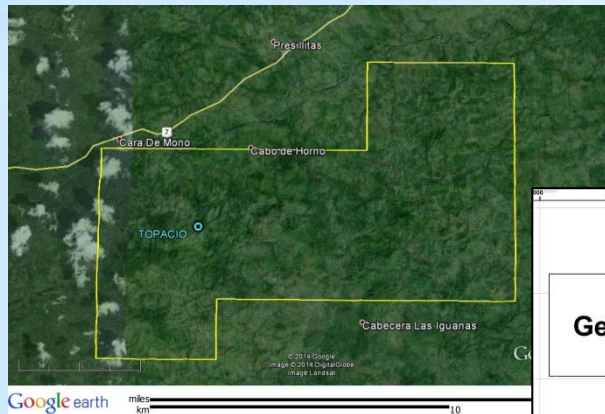 Presillitas
7
Cara De Mono
Cabo de Horno
TOPACIO
Cabecera Las Iguanas
© 2014 Google
Image © 2014 DigitalGlobe
Image Landsat
Google earth
miles
km
10
000
Ge